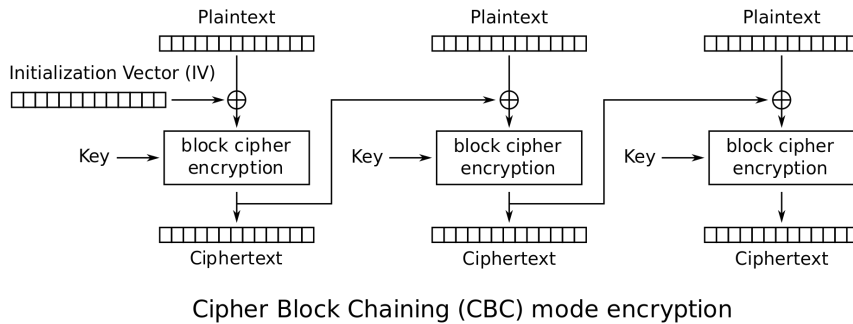 Plaintext
Plaintext
Plaintext
Initialization Vector (IV)
Key
block cipher
encryption
Key
block cipher
encryption
Key
block cipher
encryption
Ciphertext
Ciphertext
Ciphertext
Cipher Block Chaining (CBC) mode encryption